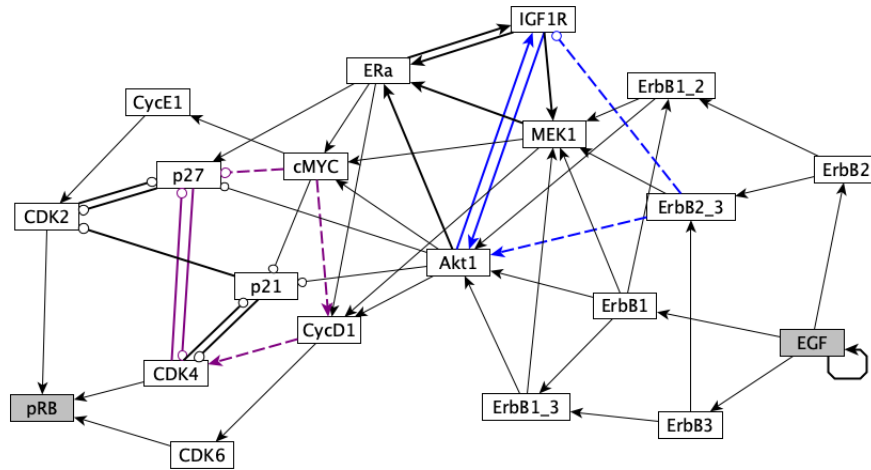 IGF1R
ERa
ErbB1_2
CycE1
MEK1
cMYC
p27
ErbB2
CDK2
ErbB2_3
Akt1
p21
ErbB1
CycD1
EGF
CDK4
pRB
ErbB1_3
ErbB3
CDK6